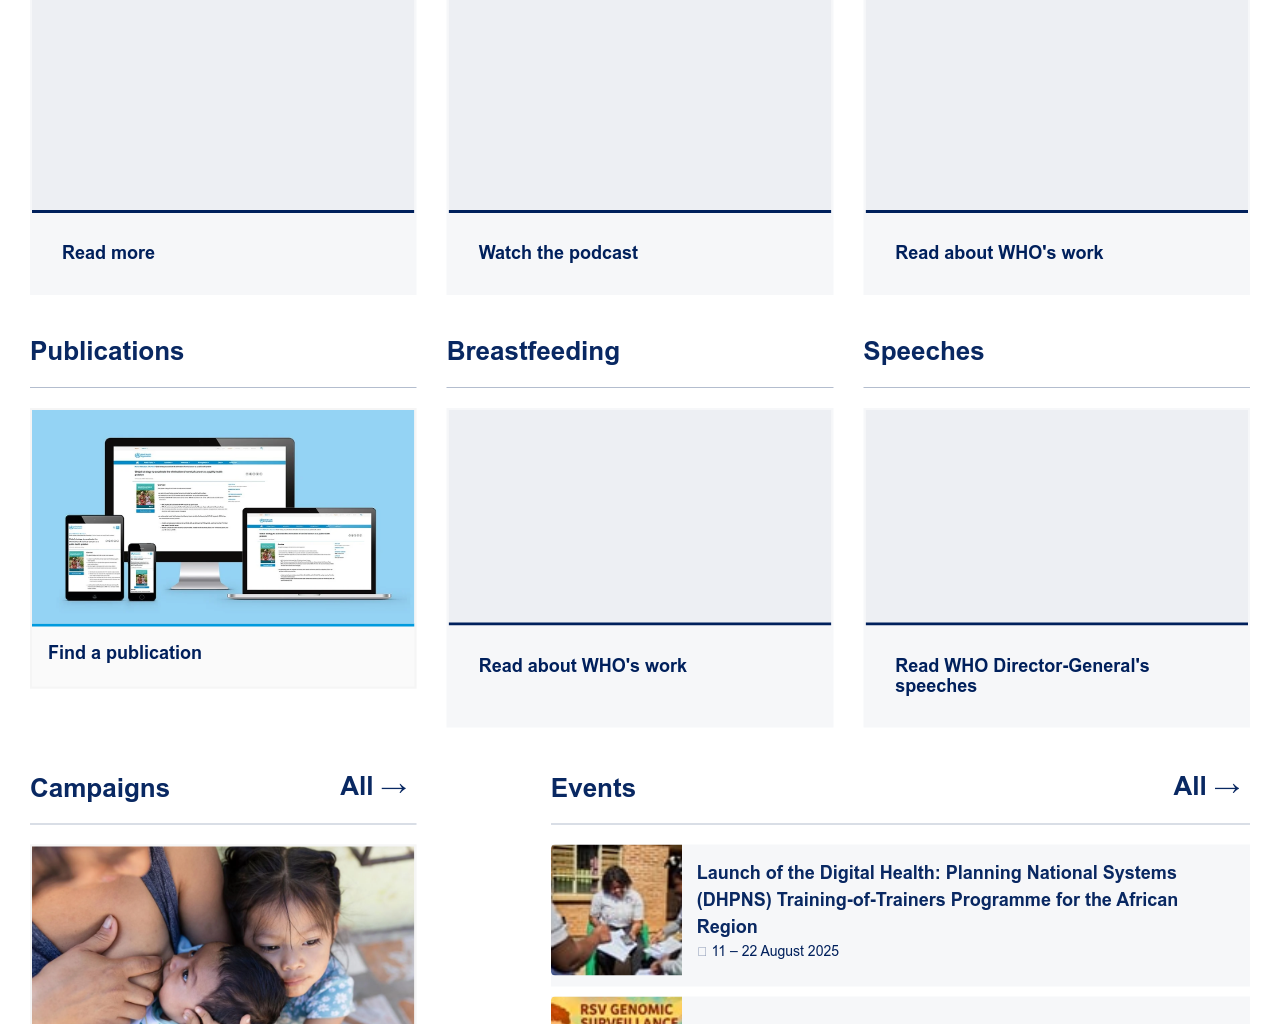 Read more
Watch the podcast
Read about WHO's work
Publications
Breastfeeding
Speeches
Find a publication
Read about WHO's work
Read WHO Director-General's
speeches
Campaigns
All →
Events
All →
Launch of the Digital Health: Planning National Systems
(DHPNS) Training-of-Trainers Programme for the African
Region
11 – 22 August 2025
RSV GENOMIC
SURVEILLANCE